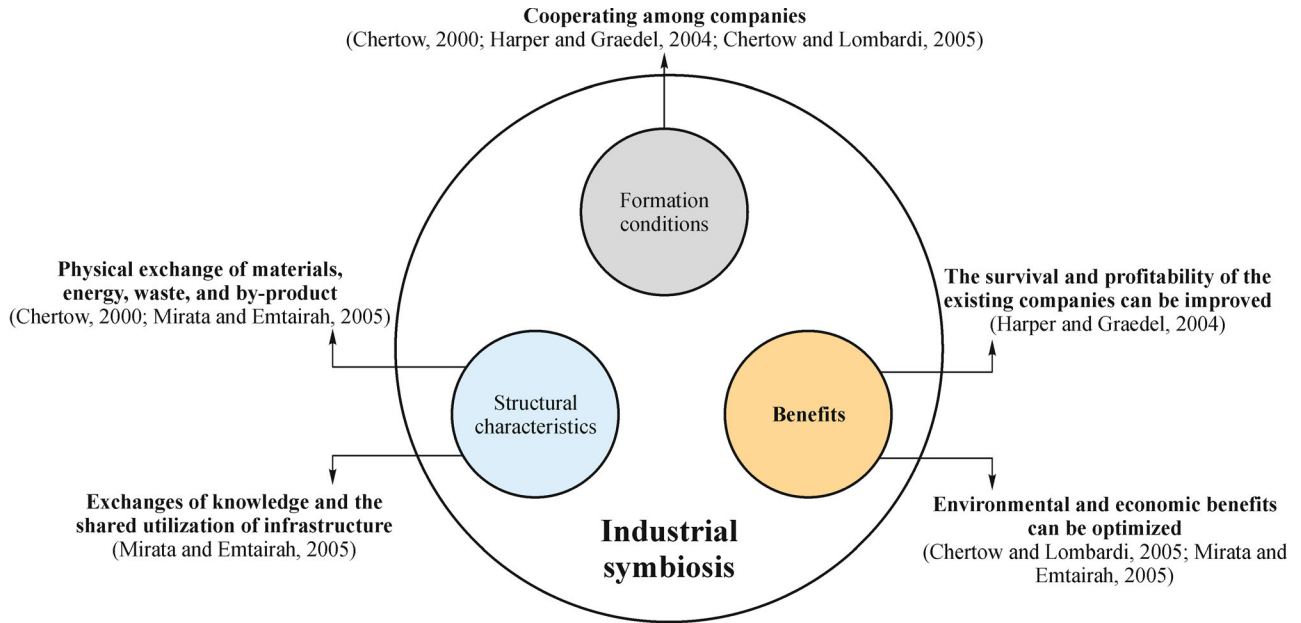 Cooperating among companies
(Chertow, 2000; Harper and Graedel, 2004; Chertow and Lombardi, 2005)
Formation
conditions
Physical exchange of materials,
energy, waste, and by-product
(Chertow, 2000; Mirata and Emtairah, 2005)
The survival and profitability of the
existing companies can be improved
(Harper and Graedel, 2004)
Structural
characteristics
Benefits
Exchanges of knowledge and the
shared utilization of infrastructure
(Mirata and Emtairah, 2005)
Industrial
symbiosis
Environmental and economic benefits
can be optimized
(Chertow and Lombardi, 2005; Mirata and
Emtairah, 2005)